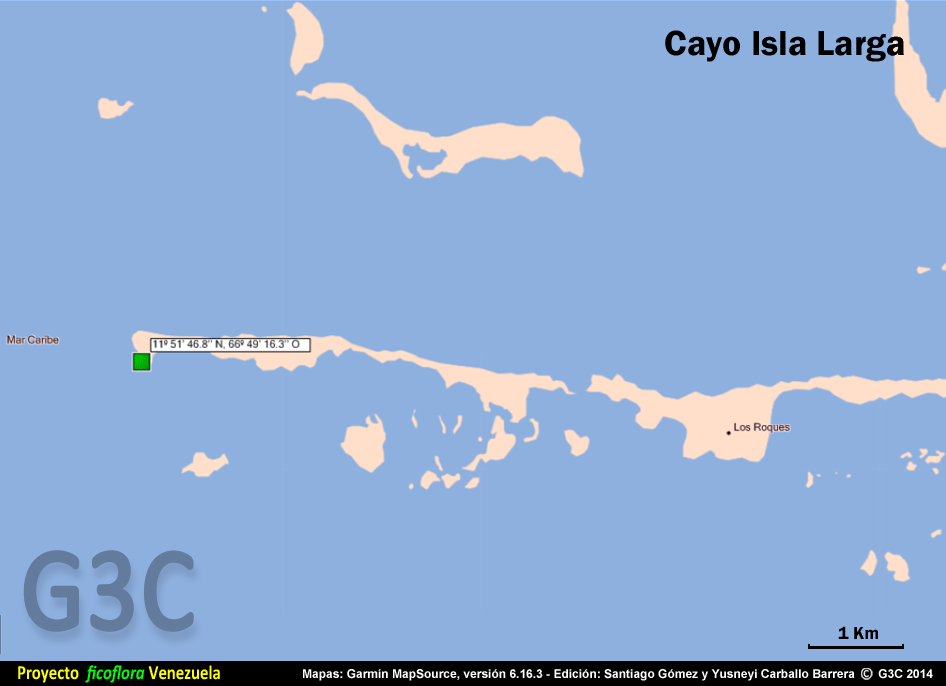 Cayo Isla Larga
Mar Caribe
11º 51' 46.8" N, 66º 49' 16.3" O
Los Roques
G3C
1 Km
Proyecto ficoflora Venezuela
Mapas: Garmin MapSource, versión 6.16.3 - Edición: Santiago Gómez y Yusneyi Carballo Barrera © G3C 2014